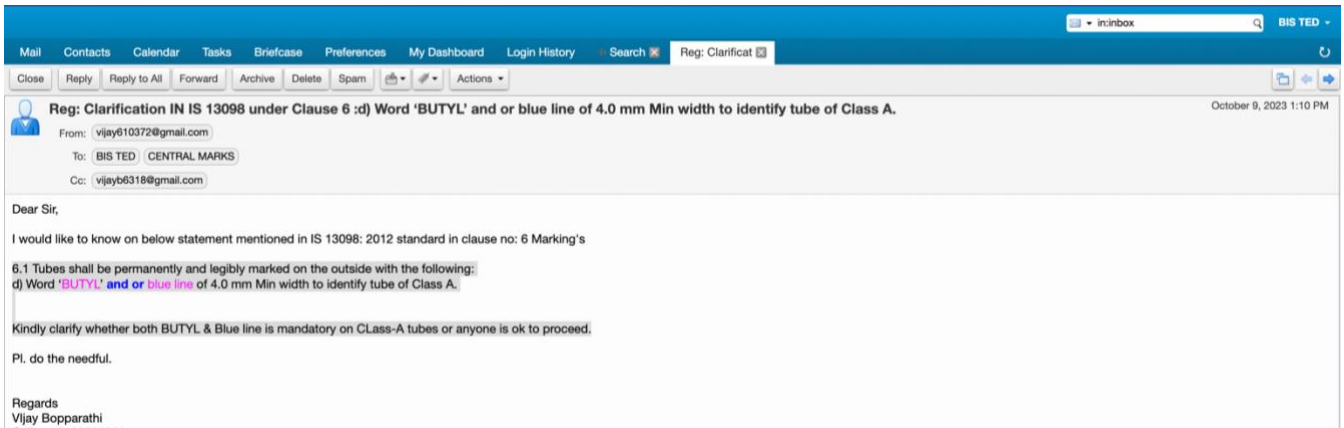 in:inbox BIS TED
Mail Contacts Calendar Tasks Briefcase Preferences My Dashboard Login History Search Reg: Clarificat
Close Reply Reply to All Forward Archive Delete Spam Actions
Reg: Clarification IN IS 13098 under Clause 6 :d) Word ‘BUTYL’ and or blue line of 4.0 mm Min width to identify tube of Class A. October 9, 2023 1:10 PM
From: vijay610372@gmail.com
To: BIS TED CENTRAL MARKS
Cc: vijayb6318@gmail.com
Dear Sir,
I would like to know on below statement mentioned in IS 13098: 2012 standard in clause no: 6 Marking's
6.1 Tubes shall be permanently and legibly marked on the outside with the following:
d) Word ‘BUTYL’ and or blue line of 4.0 mm Min width to identify tube of Class A.
Kindly clarify whether both BUTYL & Blue line is mandatory on CLass-A tubes or anyone is ok to proceed.
Pl. do the needful.
Regards
VIjay Bopparathi